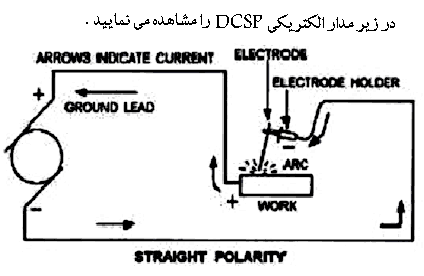 در زیر مدار الکتریکی DCSP را مشاهده می نمایید .
ARROWS INDICATE CURRENT
ELECTRODE
ELECTRODE HOLDER
+
GROUND LEAD
+
−
ARC
+
WORK
−
STRAIGHT POLARITY